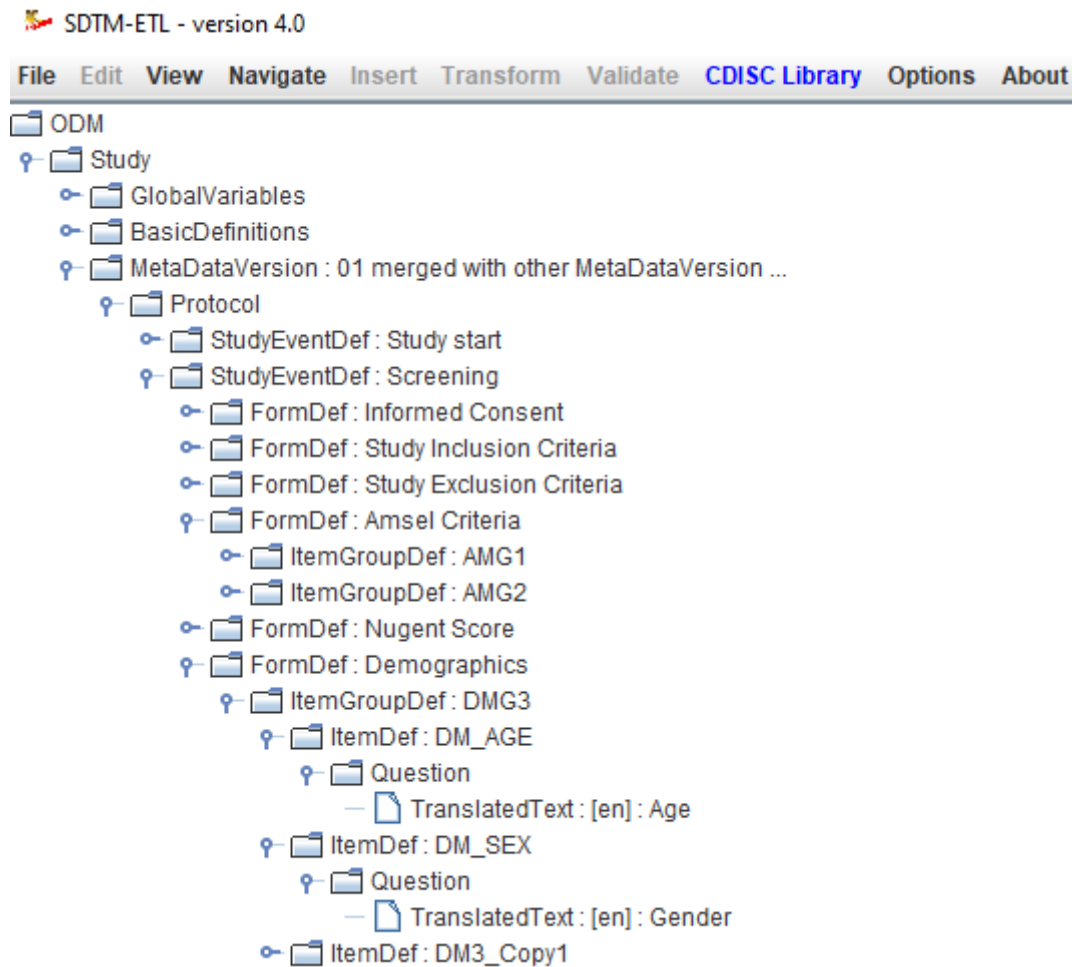 SDTM-ETL - version 4.0
File Edit View Navigate Insert Transform Validate CDISC Library Options About
ODM
Study
GlobalVariables
BasicDefinitions
MetaDataVersion : 01 merged with other MetaDataVersion ...
Protocol
StudyEventDef : Study start
StudyEventDef : Screening
FormDef : Informed Consent
FormDef : Study Inclusion Criteria
FormDef : Study Exclusion Criteria
FormDef : Amsel Criteria
ItemGroupDef : AMG1
ItemGroupDef : AMG2
FormDef : Nugent Score
FormDef : Demographics
ItemGroupDef : DMG3
ItemDef : DM_AGE
Question
TranslatedText : [en] : Age
ItemDef : DM_SEX
Question
TranslatedText : [en] : Gender
ItemDef : DM3_Copy1